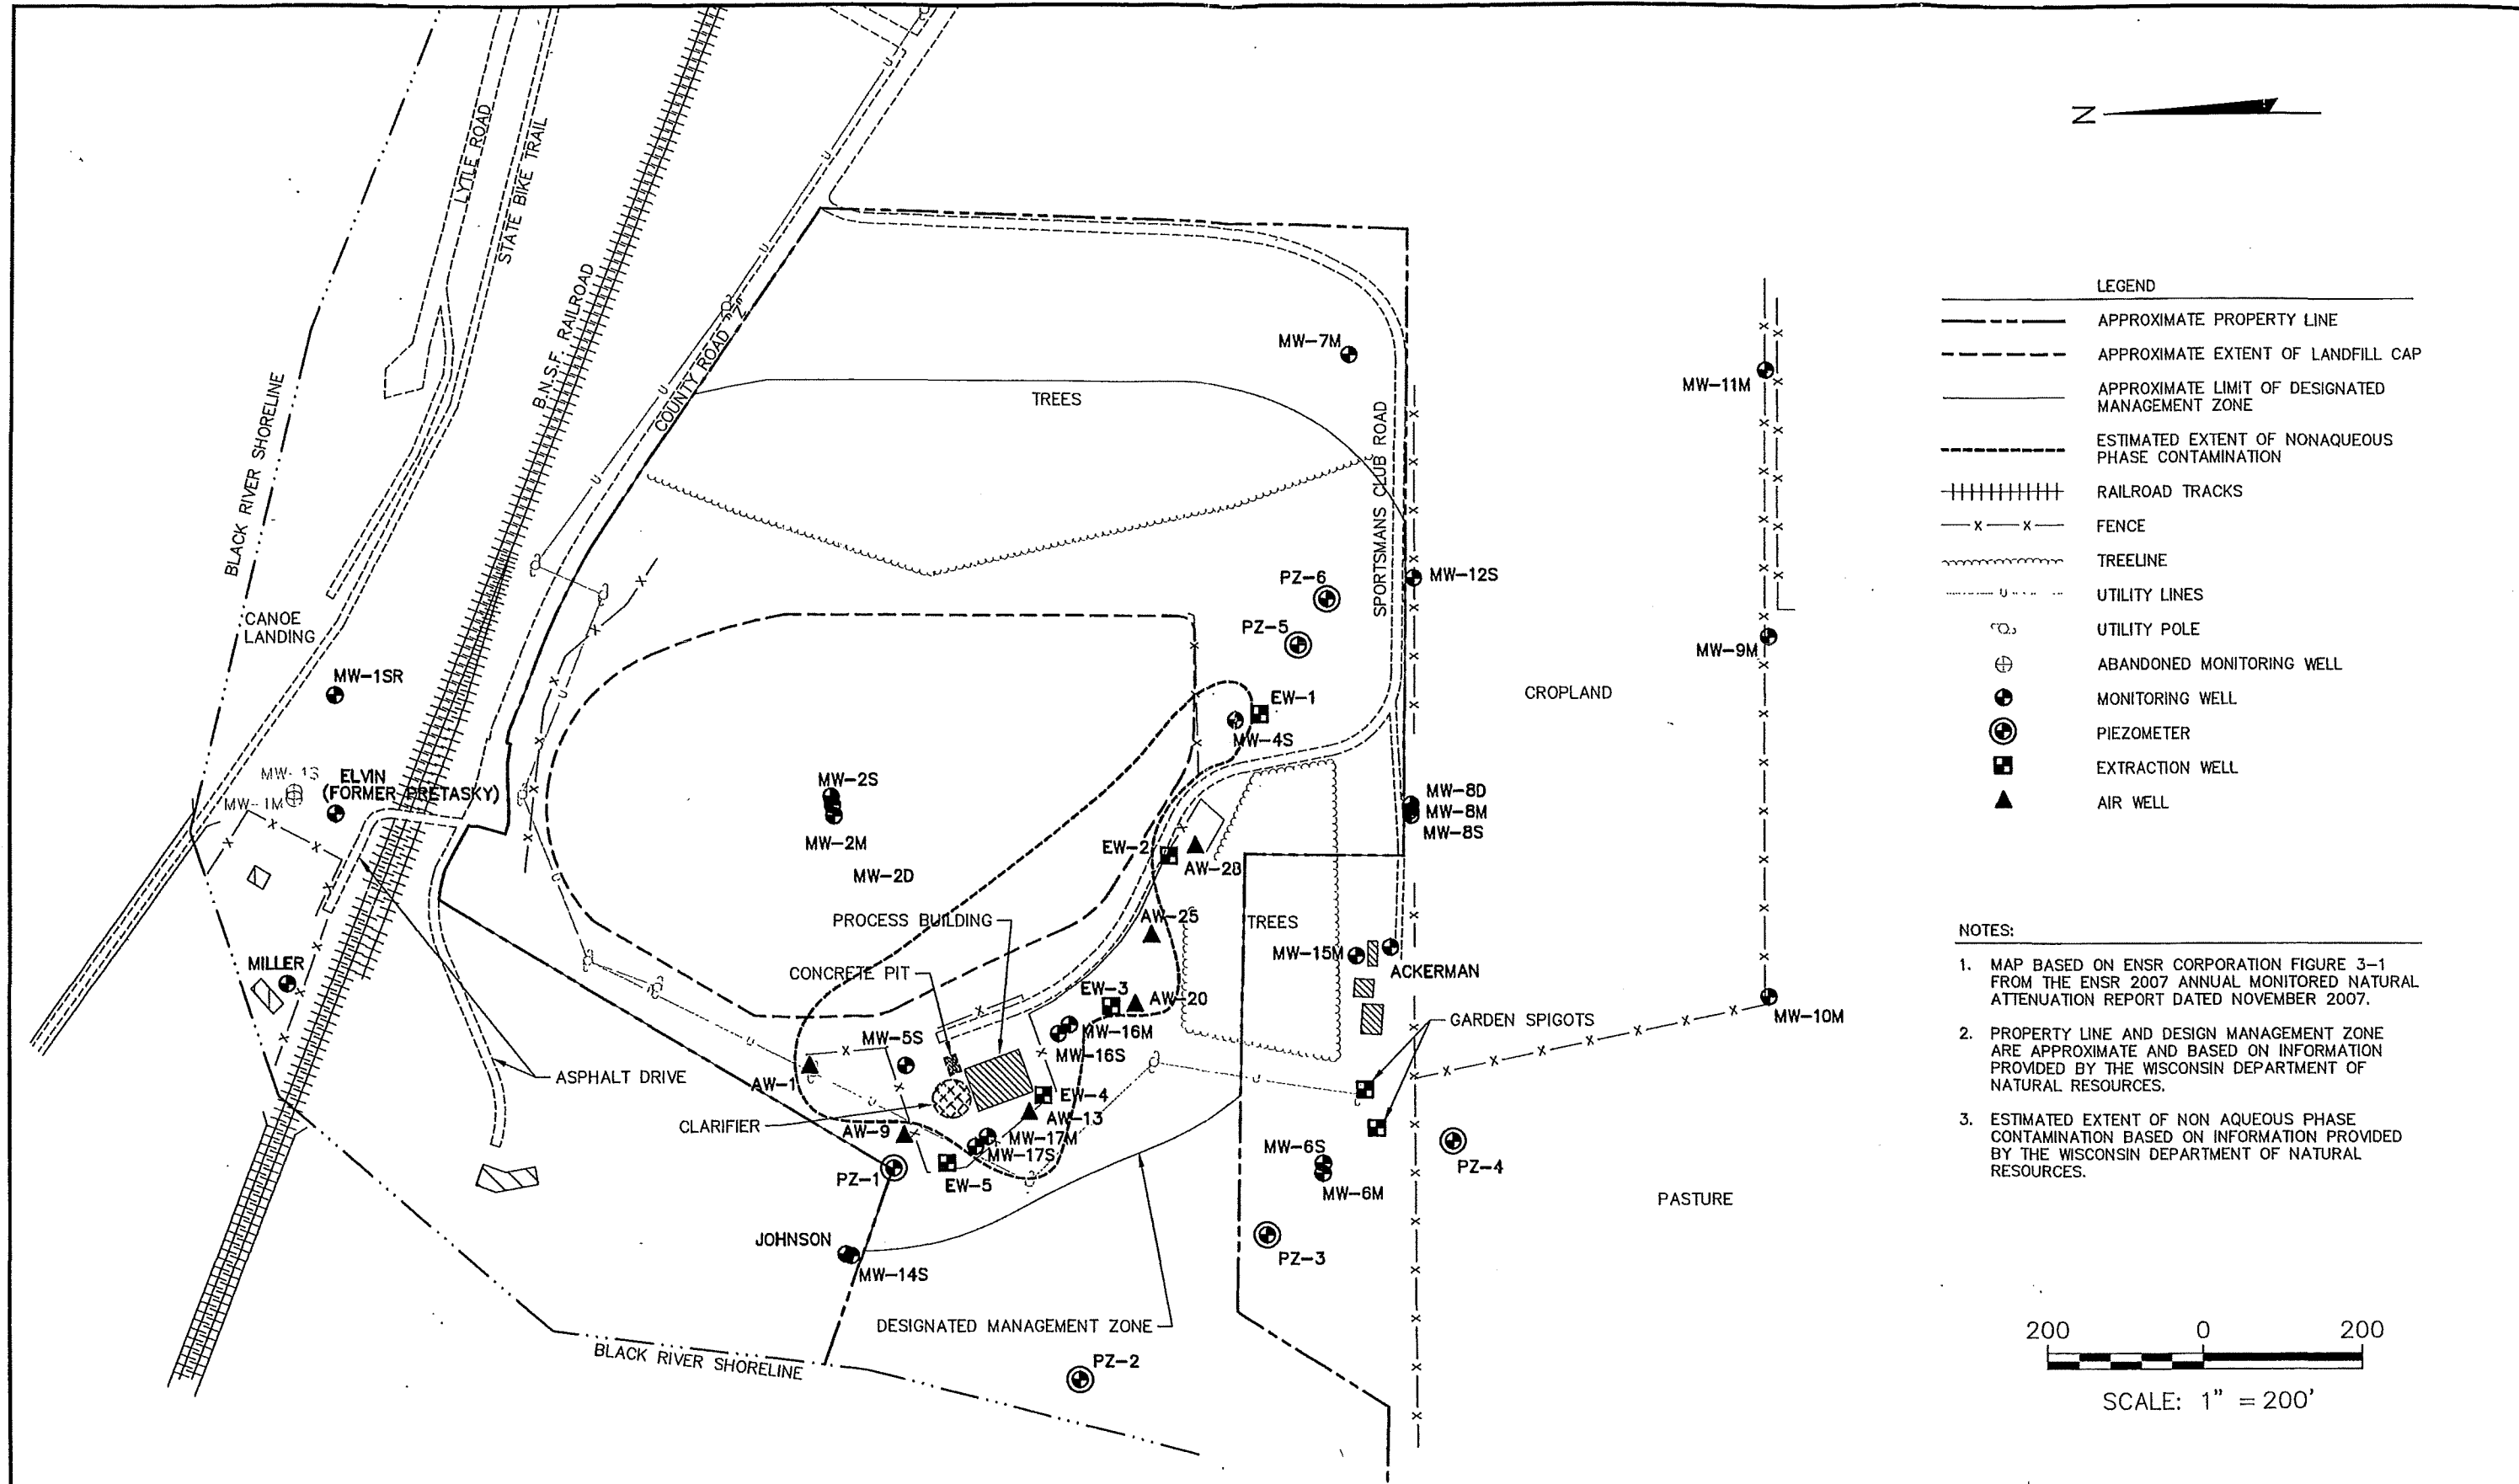 LYTLE ROAD
STATE BIKE TRAIL
B.N.S.F. RAILROAD
COUNTY ROAD "Z"
BLACK RIVER SHORELINE
CANOE
LANDING
MW-1SR
MW-1S
MW-1M
ELVIN
(FORMER PRETASKY)
MILLER
ASPHALT DRIVE
MW-7M
TREES
SPORTSMANS CLUB ROAD
MW-12S
PZ-6
PZ-5
EW-1
MW-4S
MW-2S
MW-2M
MW-2D
MW-8D
MW-8M
MW-8S
EW-2
AW-28
AW-25
PROCESS BUILDING
CONCRETE PIT
TREES
MW-15M
ACKERMAN
EW-3
AW-20
MW-16M
MW-16S
MW-5S
AW-1
EW-4
AW-13
CLARIFIER
AW-9
MW-17M
MW-17S
PZ-1
EW-5
GARDEN SPIGOTS
MW-6S
MW-6M
PZ-4
PZ-3
JOHNSON
MW-14S
DESIGNATED MANAGEMENT ZONE
BLACK RIVER SHORELINE
PZ-2
PASTURE
CROPLAND
MW-11M
MW-9M
MW-10M
N
LEGEND
APPROXIMATE PROPERTY LINE
APPROXIMATE EXTENT OF LANDFILL CAP
APPROXIMATE LIMIT OF DESIGNATED
MANAGEMENT ZONE
ESTIMATED EXTENT OF NONAQUEOUS
PHASE CONTAMINATION
RAILROAD TRACKS
FENCE
TREELINE
UTILITY LINES
UTILITY POLE
ABANDONED MONITORING WELL
MONITORING WELL
PIEZOMETER
EXTRACTION WELL
AIR WELL
NOTES:
1. MAP BASED ON ENSR CORPORATION FIGURE 3-1
FROM THE ENSR 2007 ANNUAL MONITORED NATURAL
ATTENUATION REPORT DATED NOVEMBER 2007.
2. PROPERTY LINE AND DESIGN MANAGEMENT ZONE
ARE APPROXIMATE AND BASED ON INFORMATION
PROVIDED BY THE WISCONSIN DEPARTMENT OF
NATURAL RESOURCES.
3. ESTIMATED EXTENT OF NON AQUEOUS PHASE
CONTAMINATION BASED ON INFORMATION PROVIDED
BY THE WISCONSIN DEPARTMENT OF NATURAL
RESOURCES.
200 0 200
SCALE: 1" = 200'